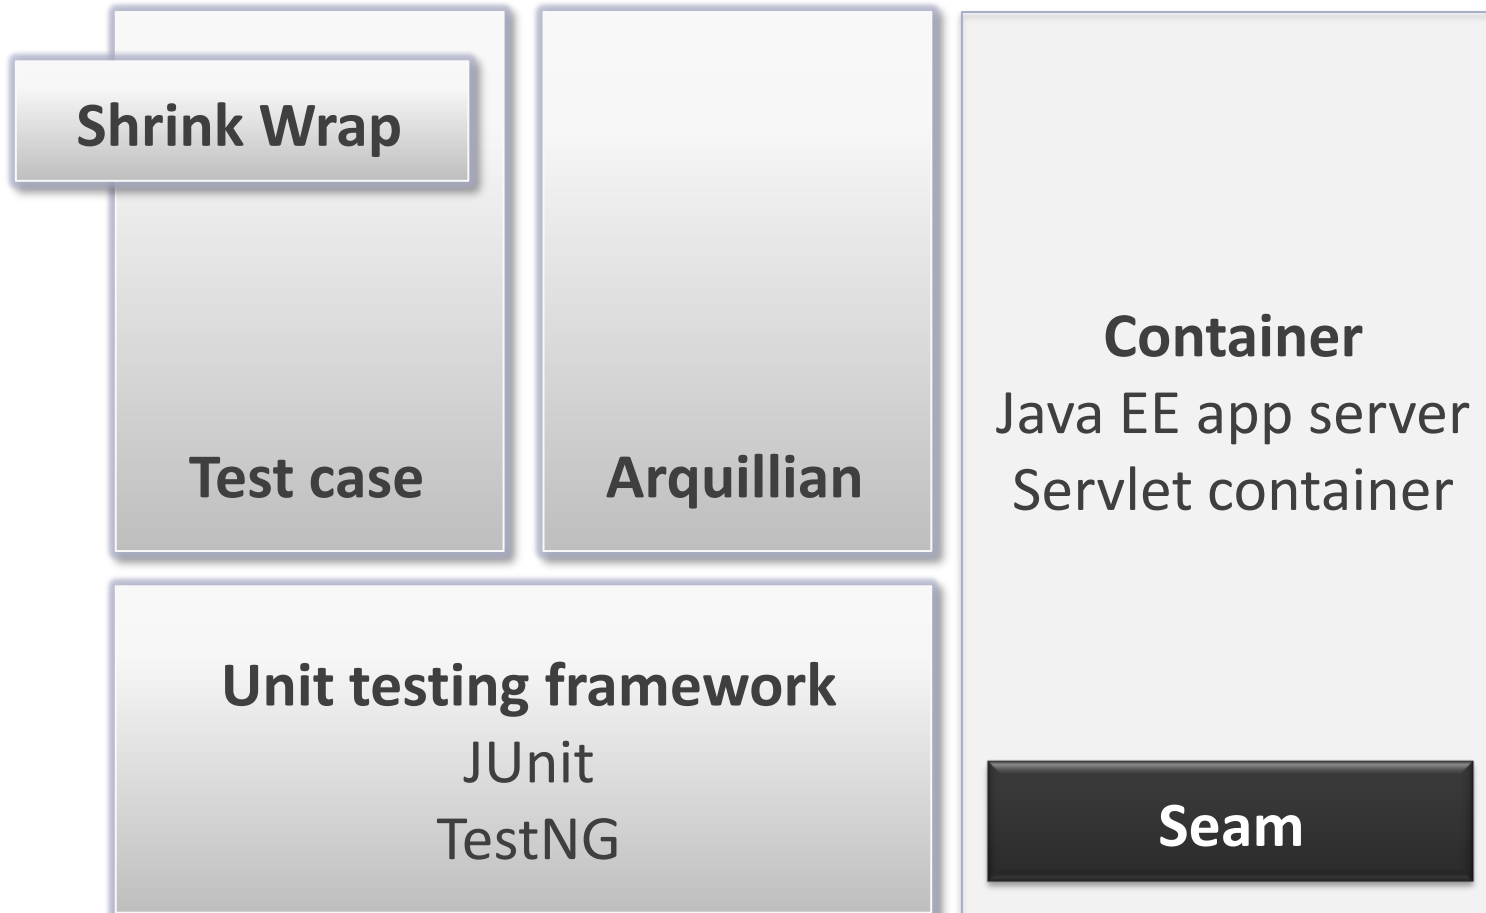 Shrink Wrap
Test case
Arquillian
Unit testing framework
JUnit
TestNG
Container
Java EE app server
Servlet container
Seam